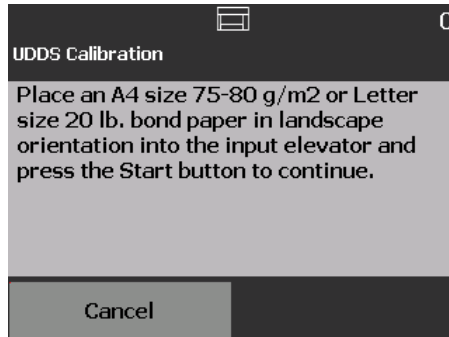 UDDS Calibration
Place an A4 size 75-80 g/m2 or Letter
size 20 lb. bond paper in landscape
orientation into the input elevator and
press the Start button to continue.
Cancel